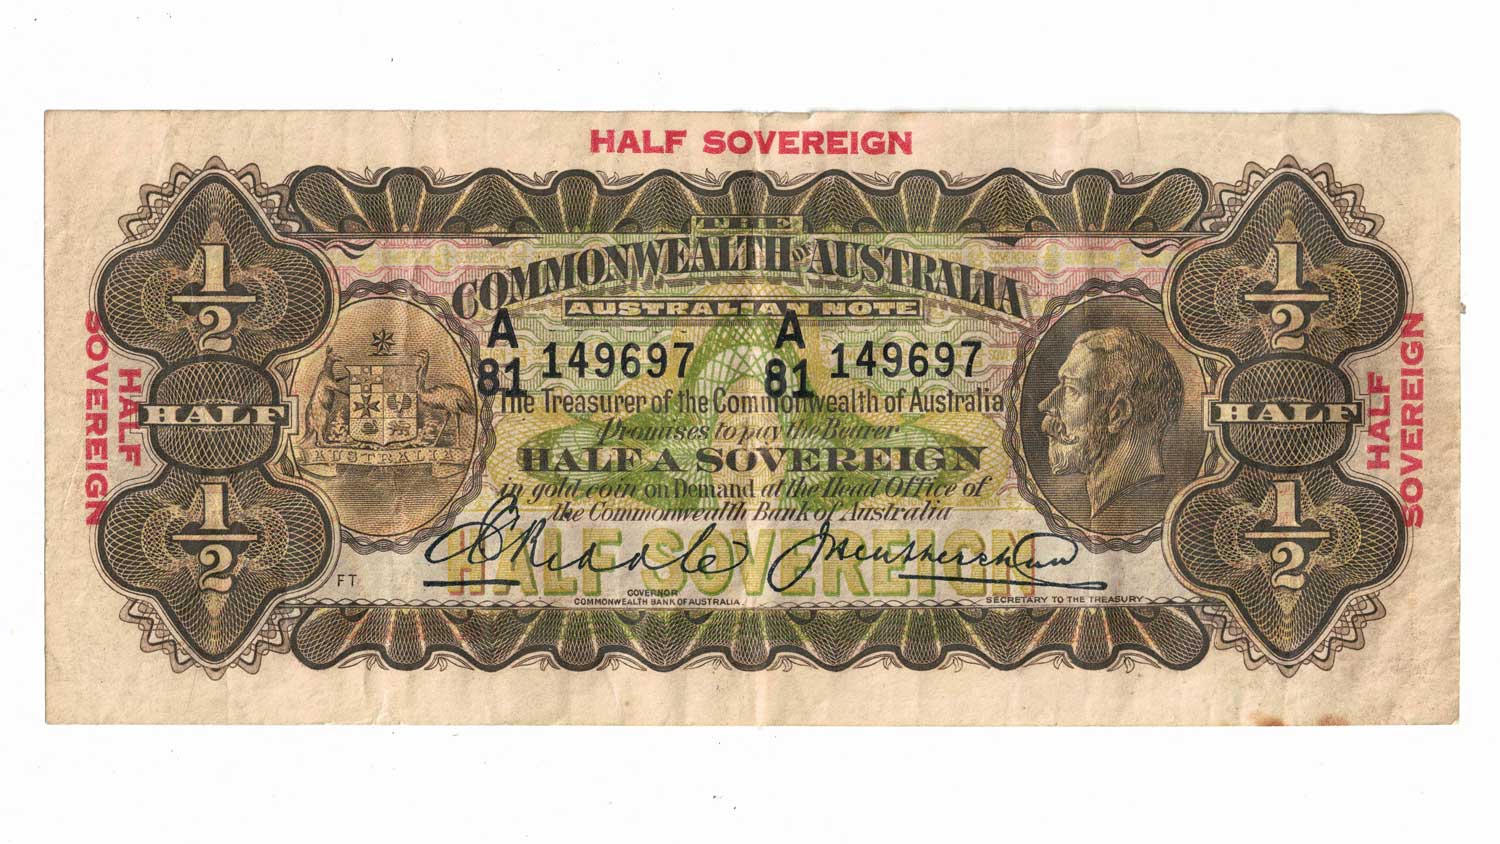 HALF SOVEREIGN
THE
COMMONWEALTH OF AUSTRALIA
AUSTRALIAN NOTE
A
81 149697
A
81 149697
1/2
1/2
HALF
HALF
1/2
1/2
HALF
SOVEREIGN
HALF
SOVEREIGN
AUSTRALIA
The Treasurer of the Commonwealth of Australia
Promises to pay the Bearer
HALF A SOVEREIGN
in gold coin on Demand at the Head Office of
the Commonwealth Bank of Australia
HALF SOVEREIGN
E C Riddle
FT
GOVERNOR
COMMONWEALTH BANK OF AUSTRALIA.
SECRETARY TO THE TREASURY